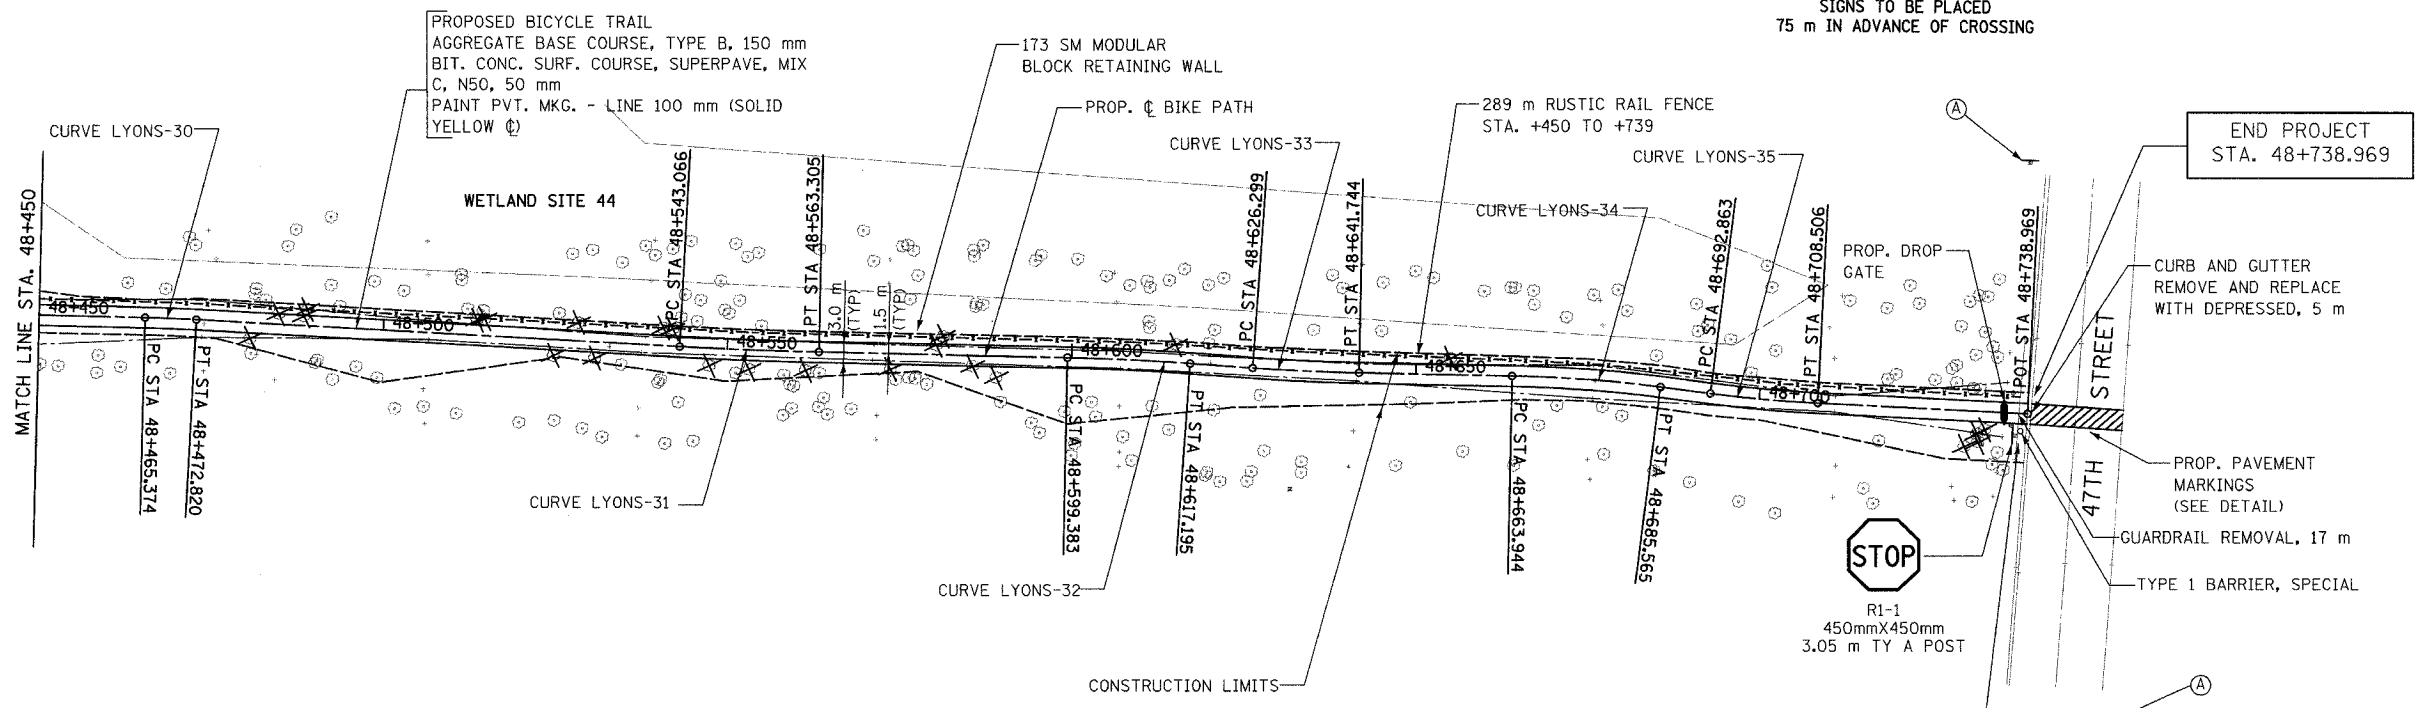 SIGNS TO BE PLACED
75 m IN ADVANCE OF CROSSING
PROPOSED BICYCLE TRAIL
AGGREGATE BASE COURSE, TYPE B, 150 mm
BIT. CONC. SURF. COURSE, SUPERPAVE, MIX
C, N50, 50 mm
PAINT PVT. MKG. - LINE 100 mm (SOLID
YELLOW ℄)
173 SM MODULAR
BLOCK RETAINING WALL
PROP. ℄ BIKE PATH
289 m RUSTIC RAIL FENCE
STA. +450 TO +739
A
END PROJECT
STA. 48+738.969
CURVE LYONS-30
CURVE LYONS-33
CURVE LYONS-35
CURVE LYONS-34
WETLAND SITE 44
MATCH LINE STA. 48+450
PC STA 48+543.066
PT STA 48+563.305
PC STA 48+626.299
PT STA 48+641.744
PC STA 48+692.863
PT STA 48+708.506
POT STA 48+738.969
PROP. DROP
GATE
CURB AND GUTTER
REMOVE AND REPLACE
WITH DEPRESSED, 5 m
3.0 m
(TYP)
1.5 m
(TYP)
48+450
48+500
48+550
48+600
48+650
48+700
PC STA 48+465.374
PT STA 48+472.820
PC STA 48+599.383
PT STA 48+617.195
PC STA 48+663.944
PT STA 48+685.565
47TH STREET
CURVE LYONS-31
CURVE LYONS-32
CONSTRUCTION LIMITS
PROP. PAVEMENT
MARKINGS
(SEE DETAIL)
GUARDRAIL REMOVAL, 17 m
TYPE 1 BARRIER, SPECIAL
STOP
R1-1
450mmX450mm
3.05 m TY A POST
A